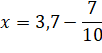 x = 3,7 − 7/10